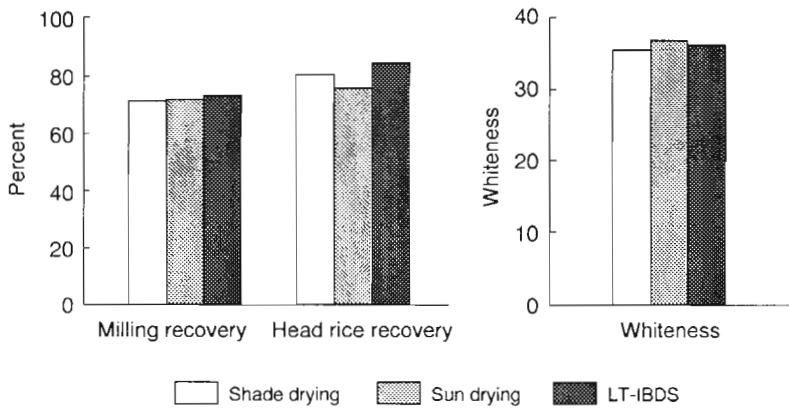 Percent
100
80
60
40
20
0
Milling recovery
Head rice recovery
Whiteness
40
30
20
10
0
Whiteness
Shade drying
Sun drying
LT-IBDS